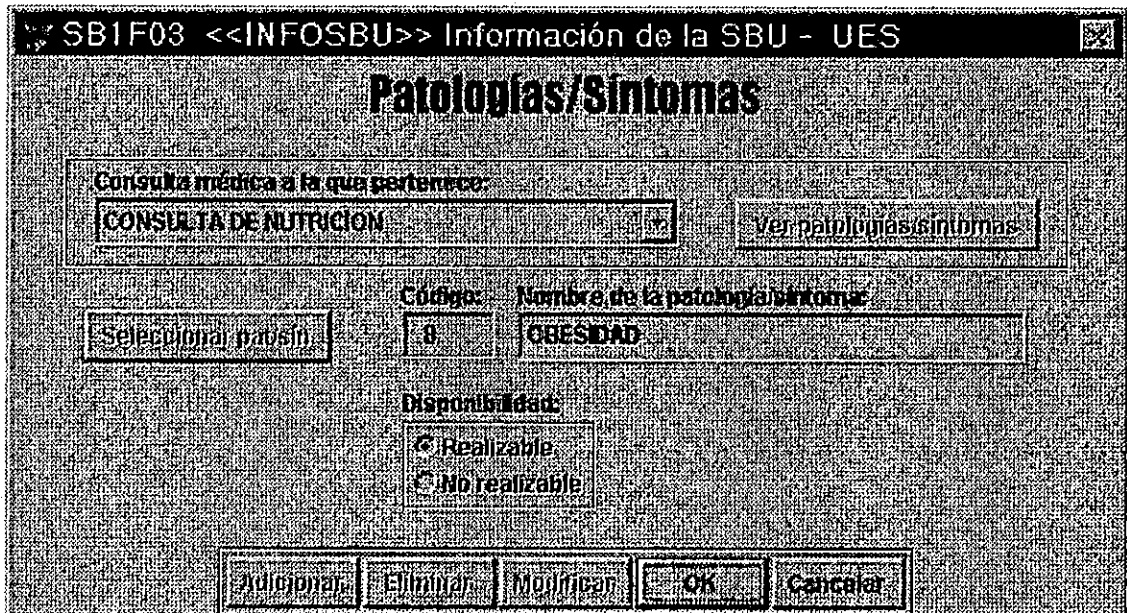 SB1F03 <<INFOSBU>> Información de la SBU - UES
Patologías/Síntomas
Consulta médica a la que pertenece:
CONSULTA DE NUTRICION
Ver patologías/síntomas
Código: Nombre de la patología/síntoma:
Seleccionar pat/sín 9 OBESIDAD
Disponibilidad:
Realizable
No realizable
Adicionar Eliminar Modificar OK Cancelar